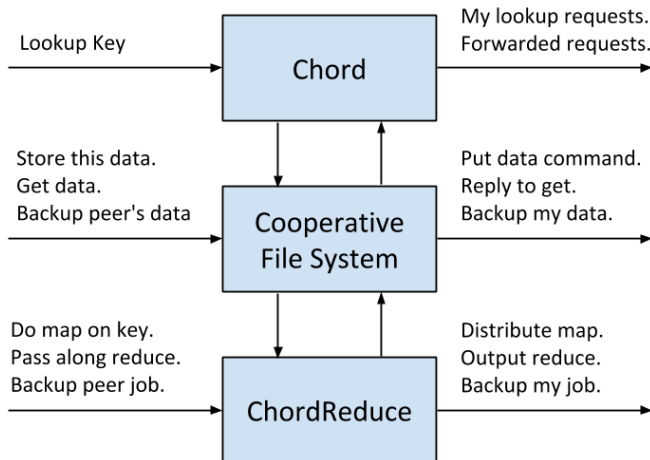 Lookup Key
Chord
My lookup requests.
Forwarded requests.
Store this data.
Get data.
Backup peer's data
Cooperative
File System
Put data command.
Reply to get.
Backup my data.
Do map on key.
Pass along reduce.
Backup peer job.
ChordReduce
Distribute map.
Output reduce.
Backup my job.